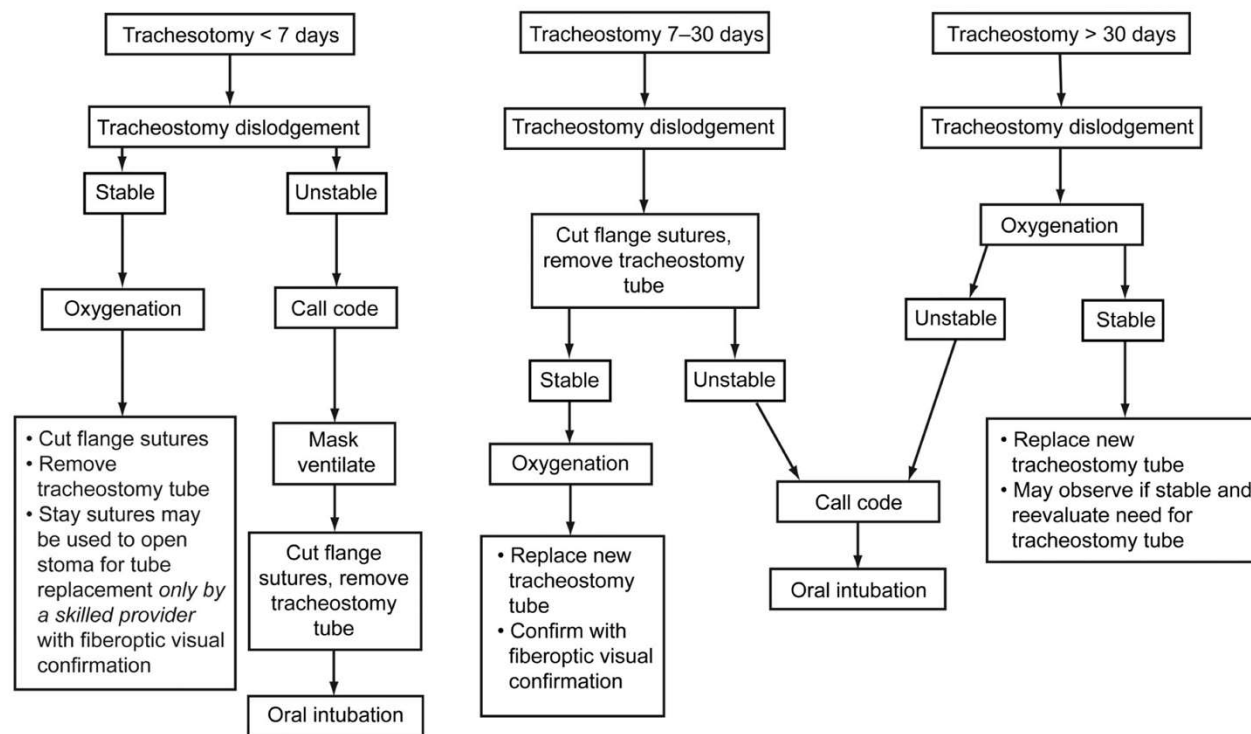 Trachesotomy < 7 days
Tracheostomy dislodgement
Stable
Unstable
Oxygenation
Call code
• Cut flange sutures
• Remove
tracheostomy tube
• Stay sutures may
be used to open
stoma for tube
replacement only by
a skilled provider
with fiberoptic visual
confirmation
Mask
ventilate
Cut flange
sutures, remove
tracheostomy
tube
Oral intubation
Tracheostomy 7–30 days
Tracheostomy dislodgement
Cut flange sutures,
remove tracheostomy
tube
Stable
Unstable
Oxygenation
• Replace new
tracheostomy
tube
• Confirm with
fiberoptic visual
confirmation
Tracheostomy > 30 days
Tracheostomy dislodgement
Oxygenation
Unstable
Stable
Call code
Oral intubation
• Replace new
tracheostomy tube
• May observe if stable and
reevaluate need for
tracheostomy tube